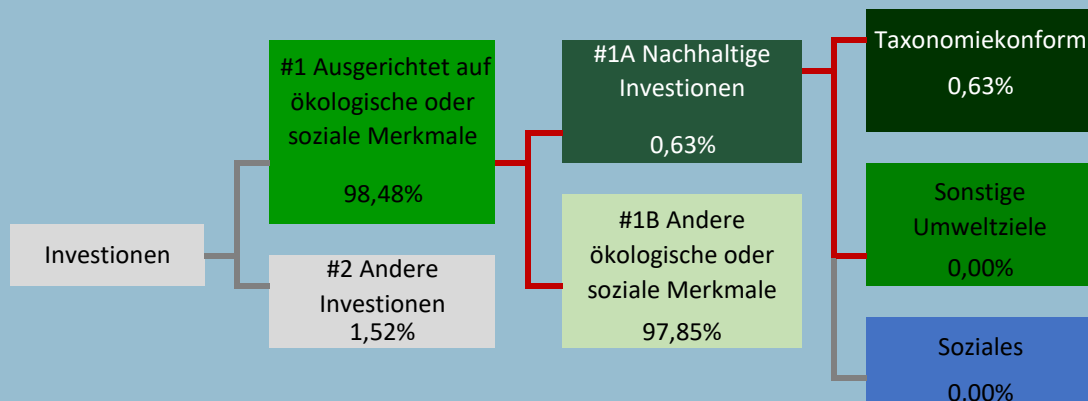 Investionen
#1 Ausgerichtet auf
ökologische oder
soziale Merkmale
98,48%
#2 Andere
Investionen
1,52%
#1A Nachhaltige
Investionen
0,63%
#1B Andere
ökologische oder
soziale Merkmale
97,85%
Taxonomiekonform
0,63%
Sonstige
Umweltziele
0,00%
Soziales
0,00%